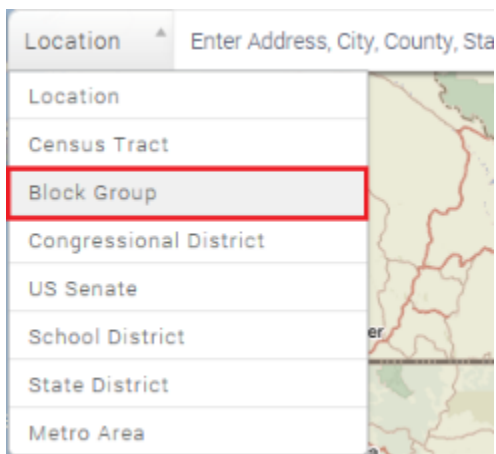 Location Enter Address, City, County, Sta
Location
Census Tract
Block Group
Congressional District
US Senate
School District
er
State District
Metro Area